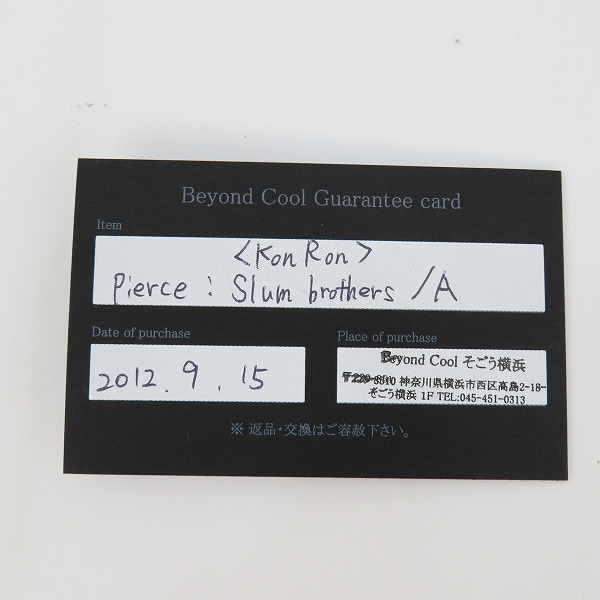 Beyond Cool Guarantee card
Item
<Kon Ron>
Pierce : Slum brothers /A
Date of purchase
Place of purchase
2012. 9. 15
Beyond Cool そごう横浜
神奈川県横浜市西区高島2-18-
そごう横浜 1F TEL:045-451-0313
※ 返品・交換はご容赦下さい。